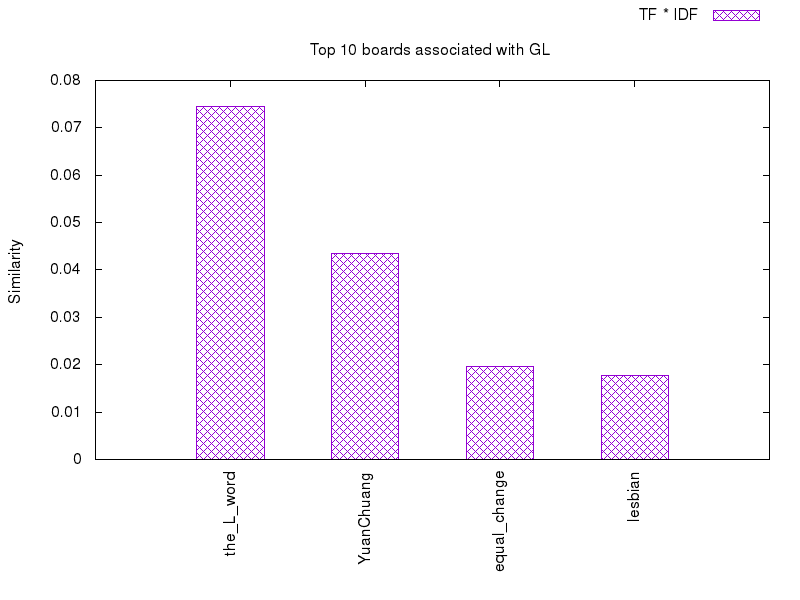 TF * IDF
Top 10 boards associated with GL
Similarity
0.08
0.07
0.06
0.05
0.04
0.03
0.02
0.01
0
the_L_word
YuanChuang
equal_change
lesbian